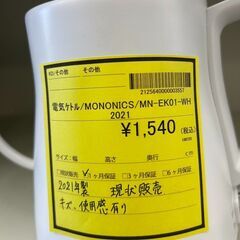 KD/その他 その他
2125640000003557
電気ケトル/MONONICS/MN-EK01-WH
2021
¥1,540 (税込)
サイズ:幅 高さ 奥行 cm
□現状販売 ☑1ヶ月保証 □3ヶ月保証 □6ヶ月保証
2021年製 現状販売
キズ、使用感有り